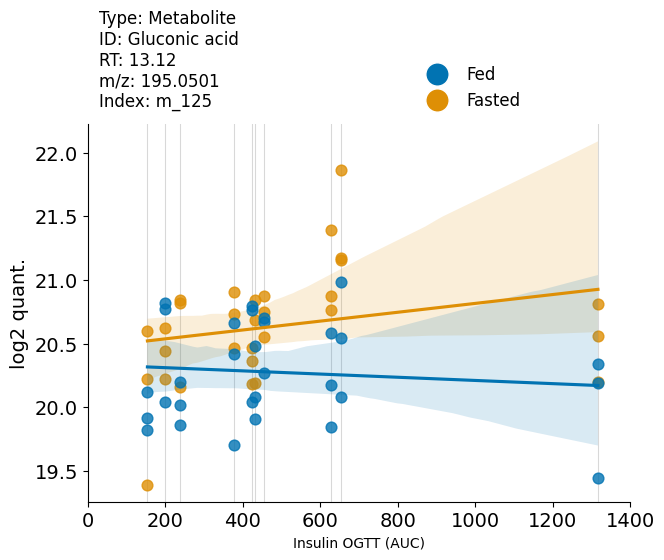 Type: Metabolite
ID: Gluconic acid
RT: 13.12
m/z: 195.0501
Index: m_125
Fed
Fasted
22.0
21.5
21.0
20.5
20.0
19.5
log2 quant.
0 200 400 600 800 1000 1200 1400
Insulin OGTT (AUC)